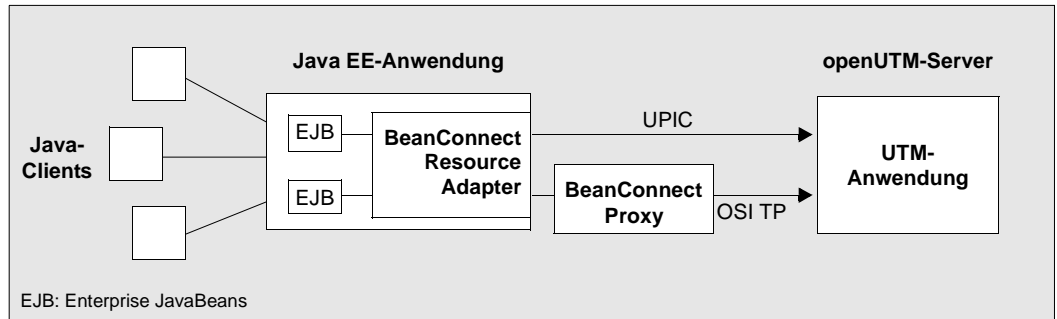 Java EE-Anwendung
openUTM-Server
Java-
Clients
EJB
EJB
BeanConnect
Resource
Adapter
UPIC
BeanConnect
Proxy
OSI TP
UTM-
Anwendung
EJB: Enterprise JavaBeans